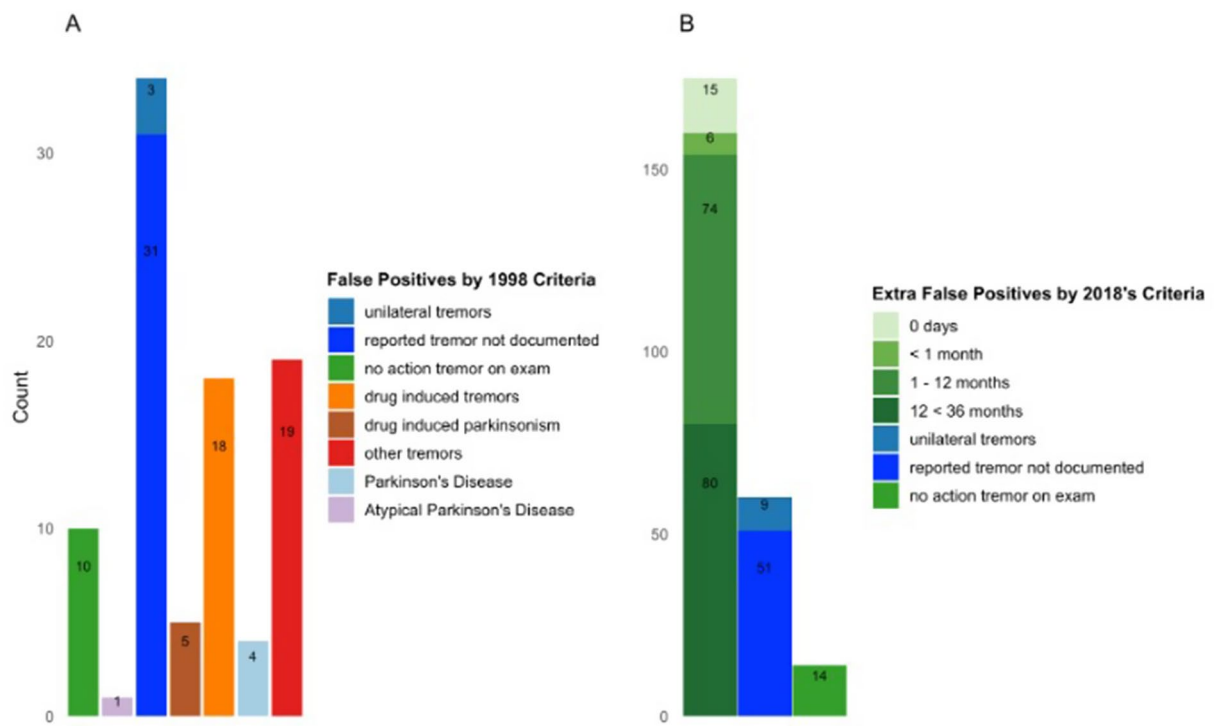 A
30
20
10
0
Count
3
31
10
1
5
18
4
19
False Positives by 1998 Criteria
unilateral tremors
reported tremor not documented
no action tremor on exam
drug induced tremors
drug induced parkinsonism
other tremors
Parkinson's Disease
Atypical Parkinson's Disease
B
150
100
50
0
15
6
74
80
9
51
14
Extra False Positives by 2018's Criteria
0 days
< 1 month
1 - 12 months
12 < 36 months
unilateral tremors
reported tremor not documented
no action tremor on exam